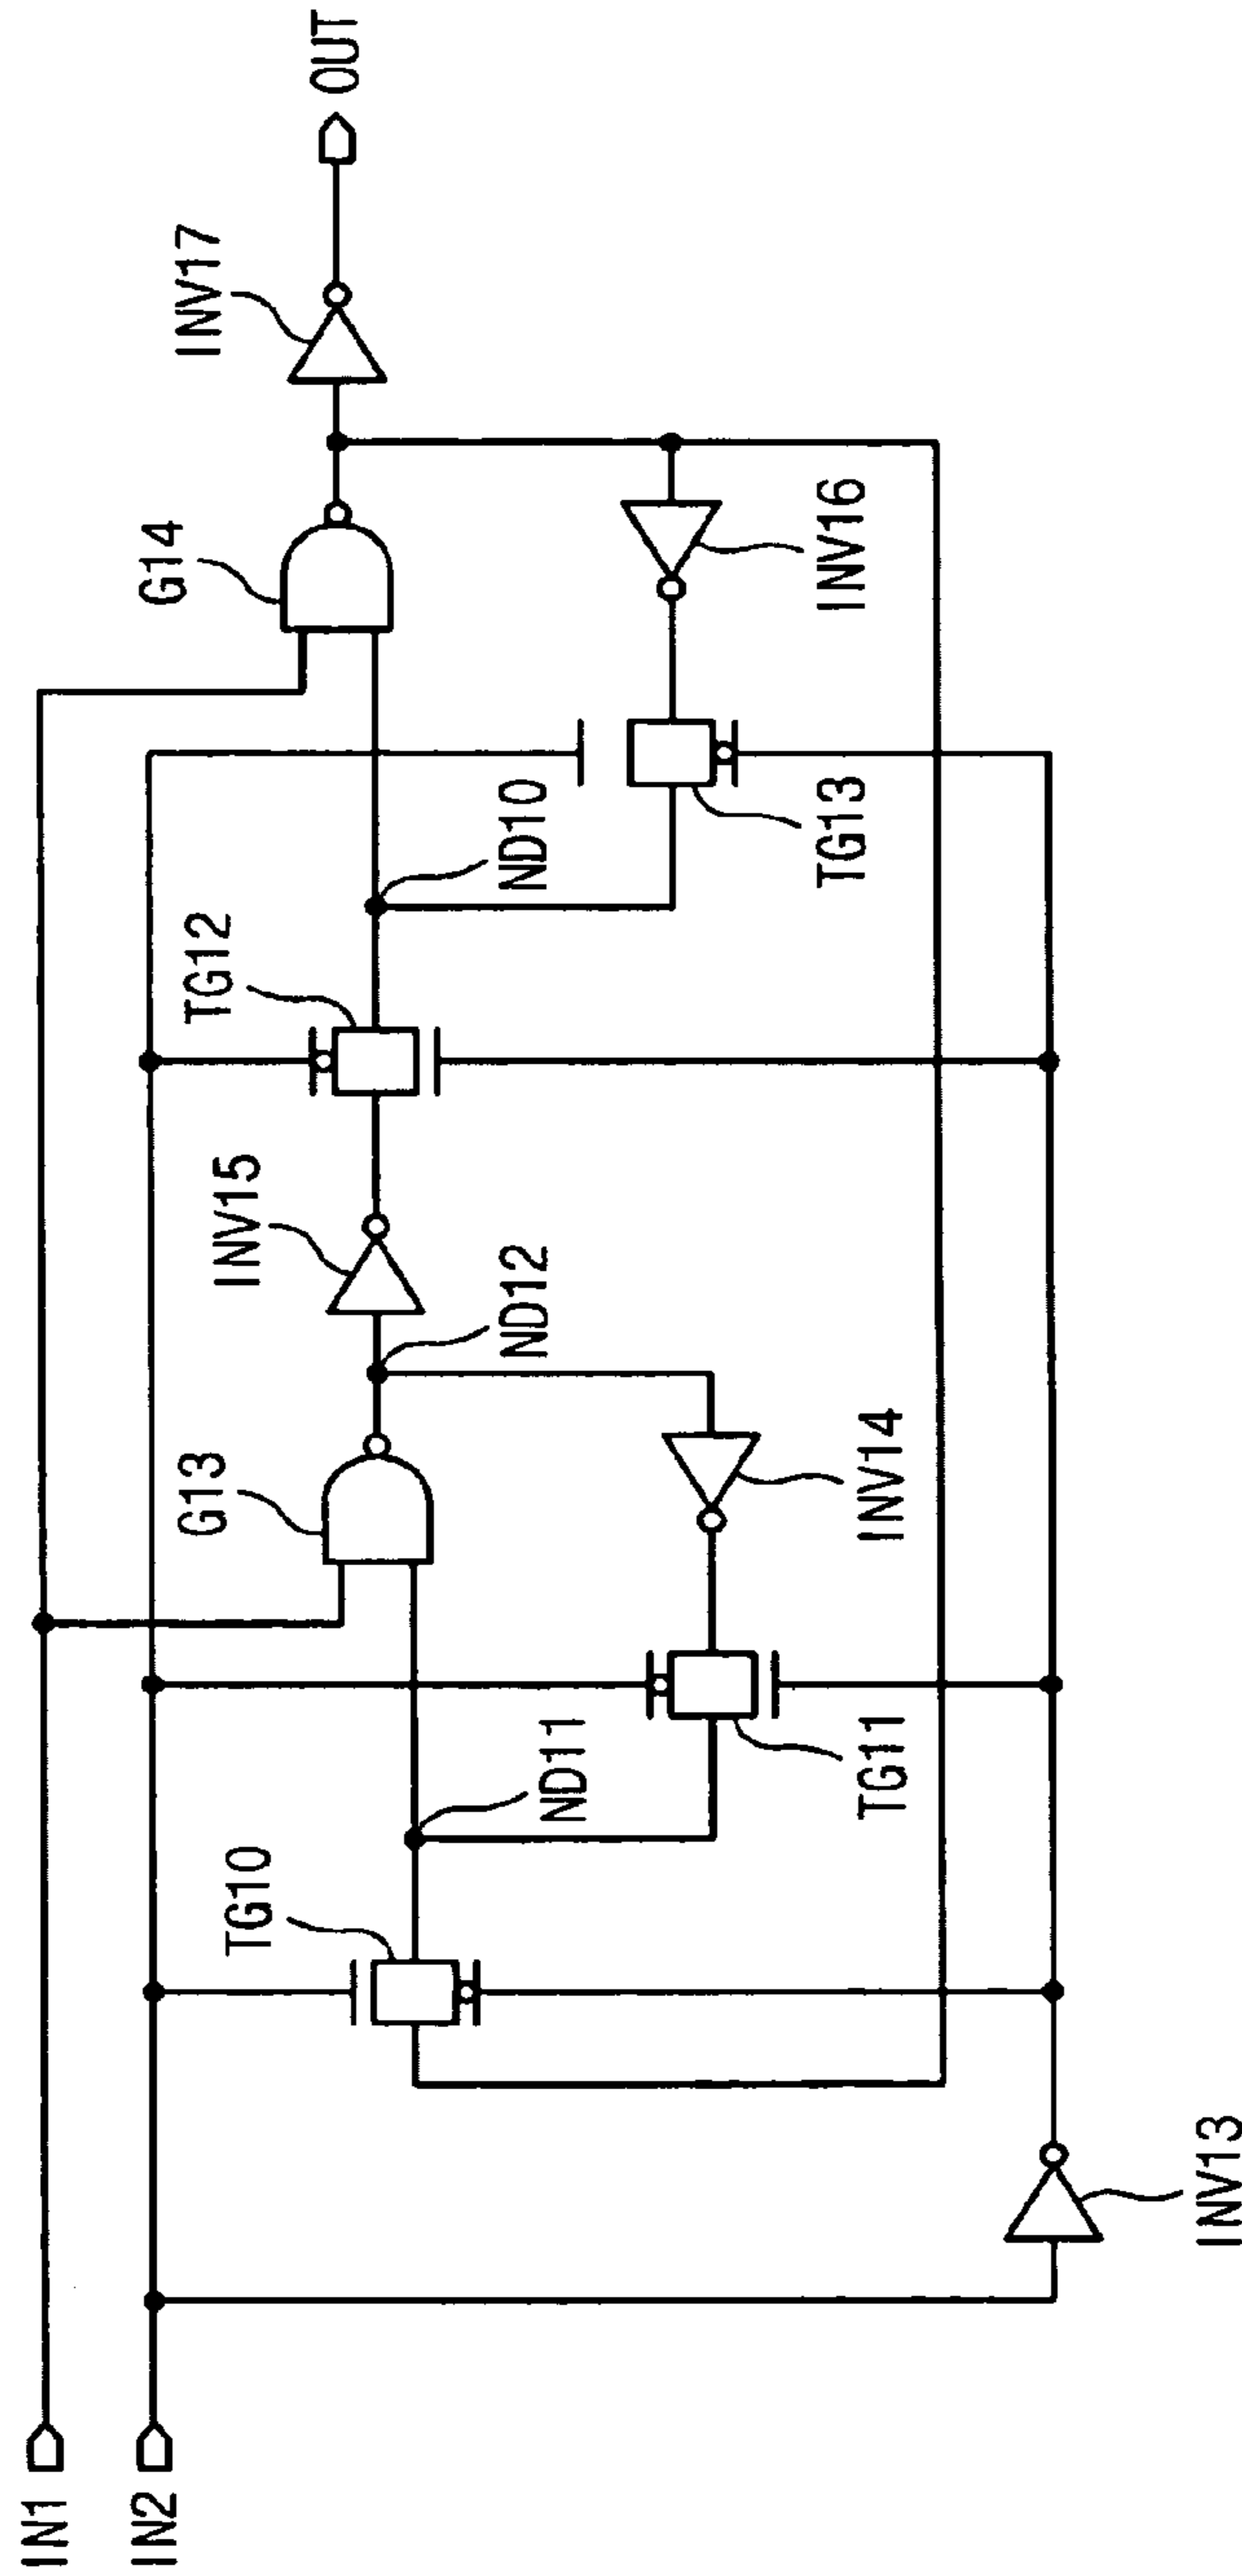 IN1
IN2
INV13
TG10
ND11
TG11
G13
INV14
ND12
INV15
TG12
ND10
TG13
G14
INV16
INV17
OUT